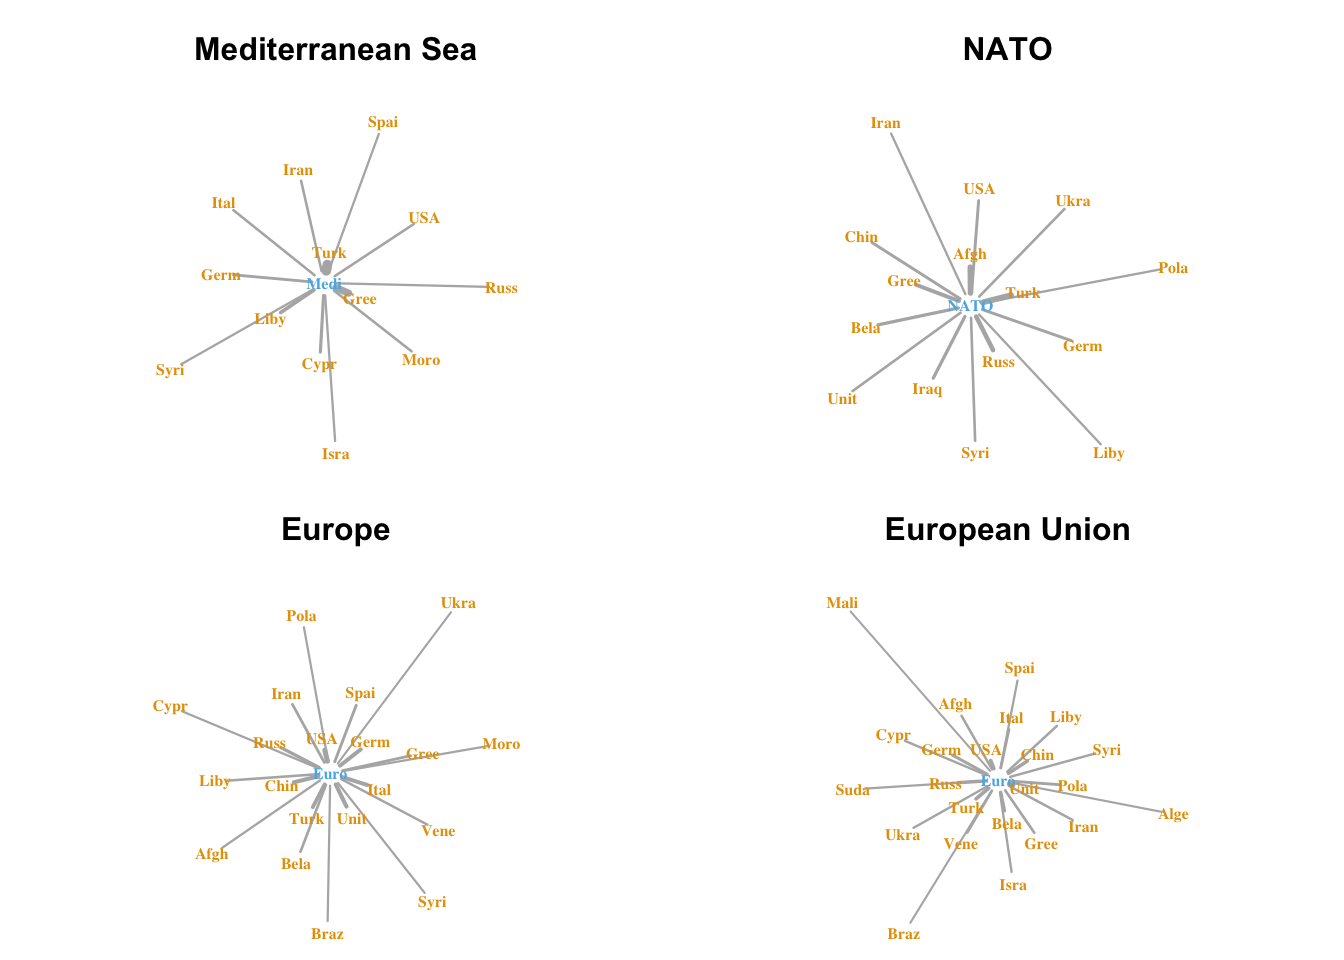 Mediterranean Sea
Spai
Iran
Ital
USA
Turk
Germ
Medi
Russ
Gree
Liby
Cypr
Moro
Syri
Isra
NATO
Iran
USA
Ukra
Chin
Afgh
Pola
Gree
Turk
NATO
Bela
Germ
Russ
Iraq
Unit
Syri
Liby
Europe
Ukra
Pola
Iran
Spai
Cypr
Russ
USA
Germ
Moro
Gree
Euro
Liby
Chin
Ital
Turk
Unit
Vene
Afgh
Bela
Syri
Braz
European Union
Mali
Spai
Afgh
Ital
Liby
Cypr
Germ
USA
Chin
Syri
Euro
Suda
Russ
Unit
Pola
Turk
Alge
Bela
Iran
Ukra
Vene
Gree
Isra
Braz